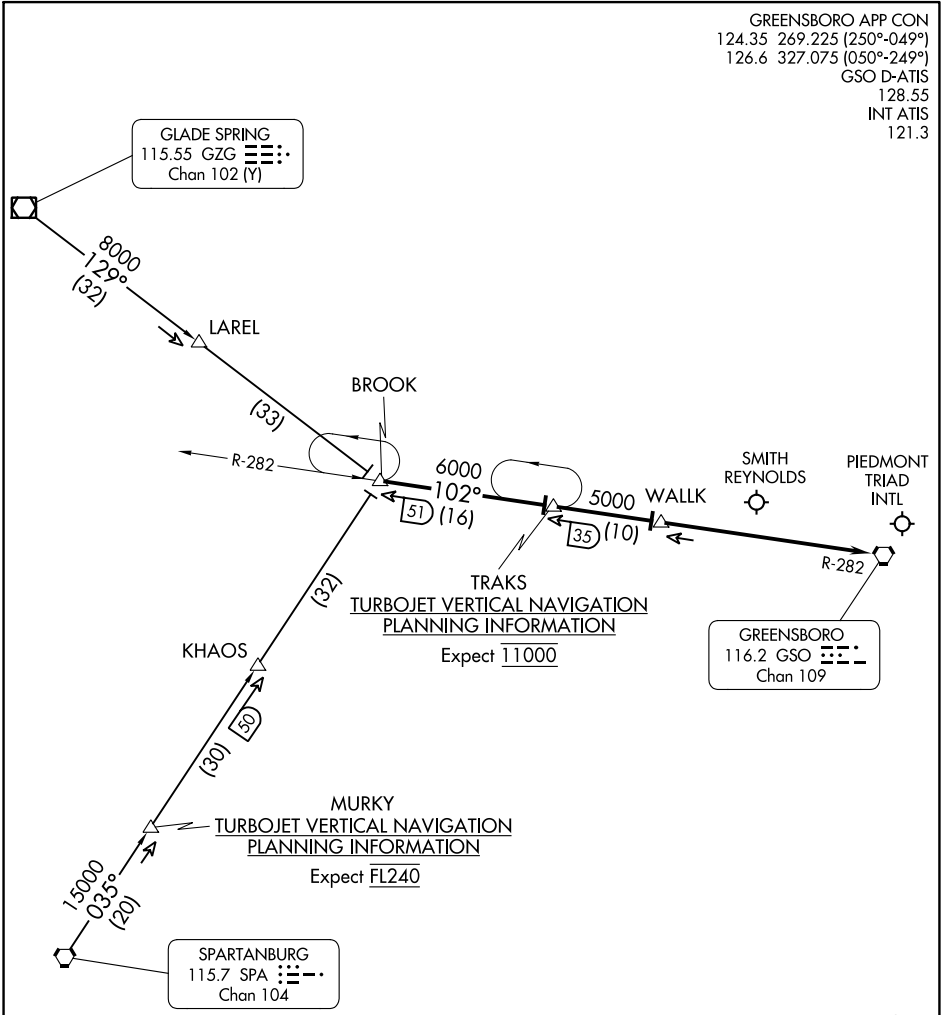 GREENSBORO APP CON
124.35 269.225 (250°-049°)
126.6 327.075 (050°-249°)
GSO D-ATIS
128.55
INT ATIS
121.3
GLADE SPRING
115.55 GZG
Chan 102 (Y)
8000
129°
(32)
LAREL
(33)
BROOK
R-282
6000
102°
51
(16)
5000
35
(10)
WALLK
SMITH
REYNOLDS
PIEDMONT
TRIAD
INTL
R-282
TRAKS
TURBOJET VERTICAL NAVIGATION
PLANNING INFORMATION
Expect 11000
GREENSBORO
116.2 GSO
Chan 109
(32)
KHAOS
50
(30)
MURKY
TURBOJET VERTICAL NAVIGATION
PLANNING INFORMATION
Expect FL240
15000
035°
(20)
SPARTANBURG
115.7 SPA
Chan 104